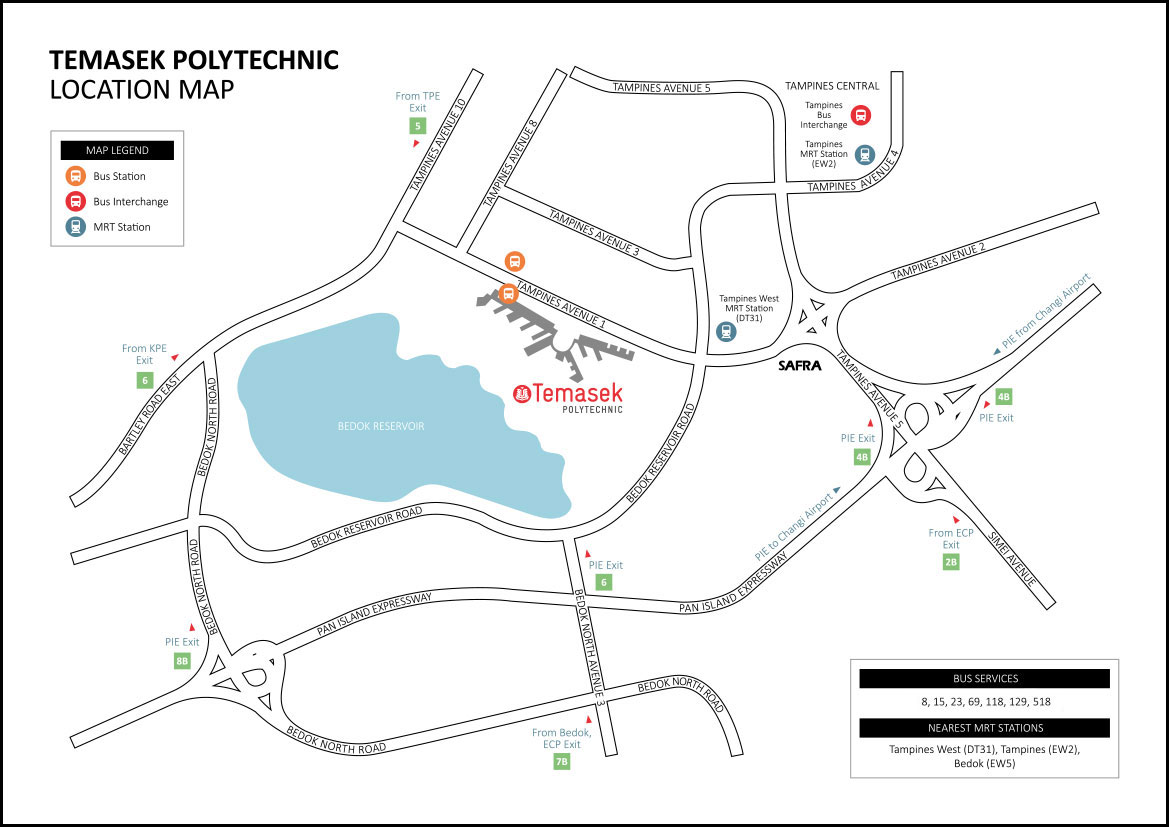 TEMASEK POLYTECHNIC
LOCATION MAP
MAP LEGEND
Bus Station
Bus Interchange
MRT Station
From TPE
Exit
5
TAMPINES AVENUE 10
TAMPINES AVENUE 8
TAMPINES AVENUE 5
TAMPINES CENTRAL
Tampines
Bus
Interchange
Tampines
MRT Station
(EW2)
TAMPINES AVENUE 4
TAMPINES AVENUE 3
TAMPINES AVENUE 2
TAMPINES AVENUE 1
Tampines West
MRT Station
(DT31)
SAFRA
PIE from Changi Airport
TAMPINES AVENUE 5
4B
PIE Exit
PIE Exit
4B
From KPE
Exit
6
BARTLEY ROAD EAST
BEDOK NORTH ROAD
BEDOK RESERVOIR
Temasek
POLYTECHNIC
BEDOK RESERVOIR ROAD
BEDOK RESERVOIR ROAD
PIE to Changi Airport
From ECP
Exit
2B
SIMEI AVENUE
BEDOK NORTH ROAD
PIE Exit
6
PAN ISLAND EXPRESSWAY
PAN ISLAND EXPRESSWAY
PIE Exit
8B
BEDOK NORTH AVENUE 3
BEDOK NORTH ROAD
BEDOK NORTH ROAD
From Bedok,
ECP Exit
7B
BUS SERVICES
8, 15, 23, 69, 118, 129, 518
NEAREST MRT STATIONS
Tampines West (DT31), Tampines (EW2),
Bedok (EW5)